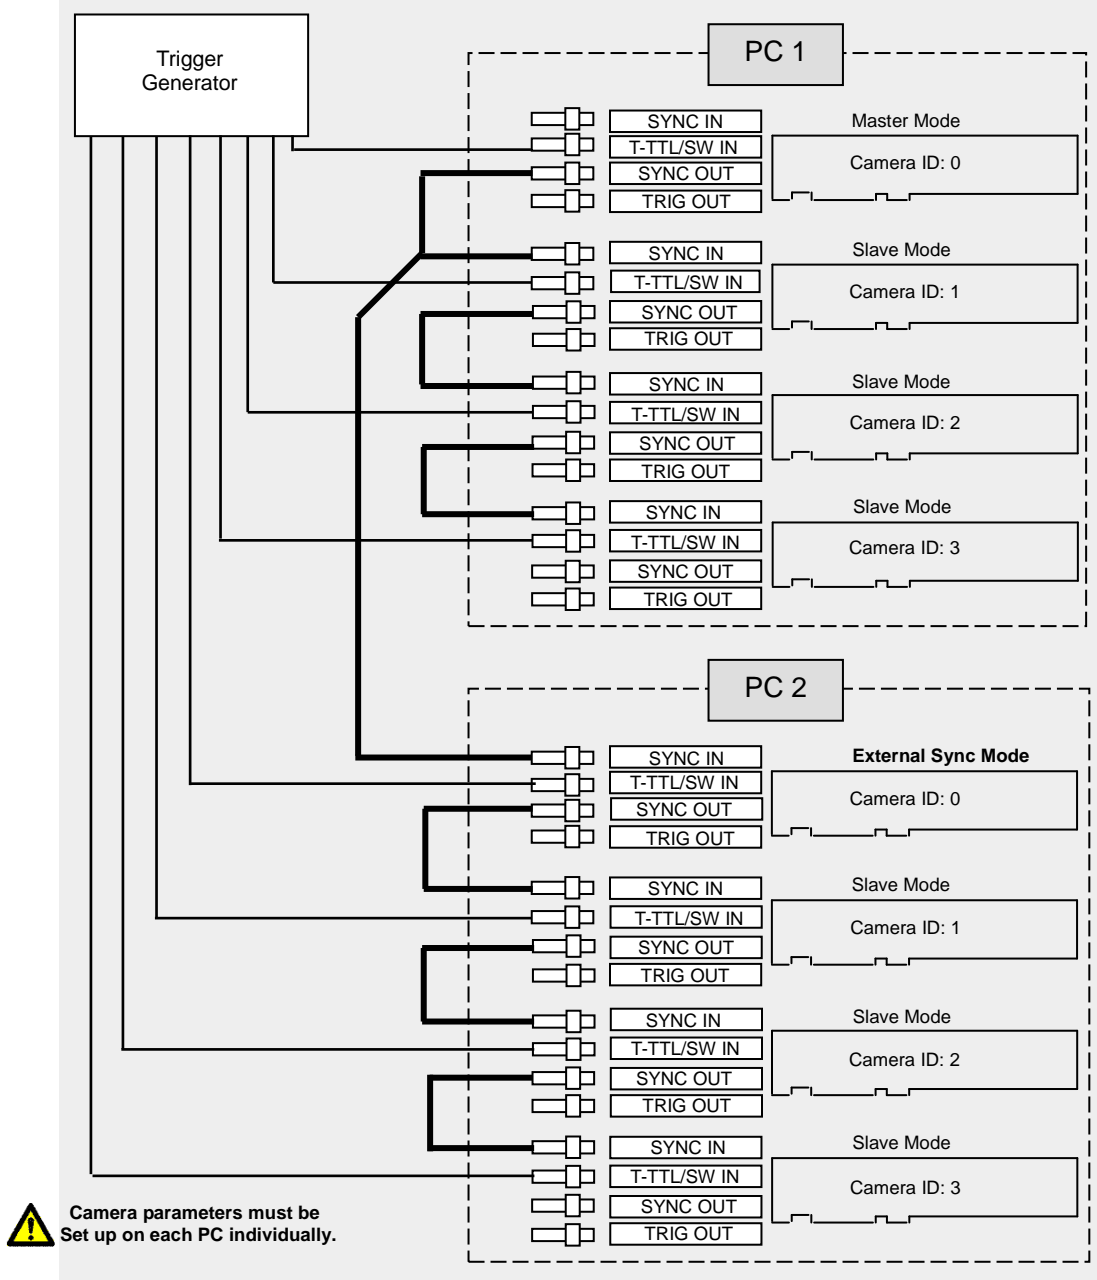 Trigger
Generator
PC 1
SYNC IN
T-TTL/SW IN
SYNC OUT
TRIG OUT
Master Mode
Camera ID: 0
SYNC IN
T-TTL/SW IN
SYNC OUT
TRIG OUT
Slave Mode
Camera ID: 1
SYNC IN
T-TTL/SW IN
SYNC OUT
TRIG OUT
Slave Mode
Camera ID: 2
SYNC IN
T-TTL/SW IN
SYNC OUT
TRIG OUT
Slave Mode
Camera ID: 3
PC 2
SYNC IN
T-TTL/SW IN
SYNC OUT
TRIG OUT
External Sync Mode
Camera ID: 0
SYNC IN
T-TTL/SW IN
SYNC OUT
TRIG OUT
Slave Mode
Camera ID: 1
SYNC IN
T-TTL/SW IN
SYNC OUT
TRIG OUT
Slave Mode
Camera ID: 2
SYNC IN
T-TTL/SW IN
SYNC OUT
TRIG OUT
Slave Mode
Camera ID: 3
Camera parameters must be
Set up on each PC individually.